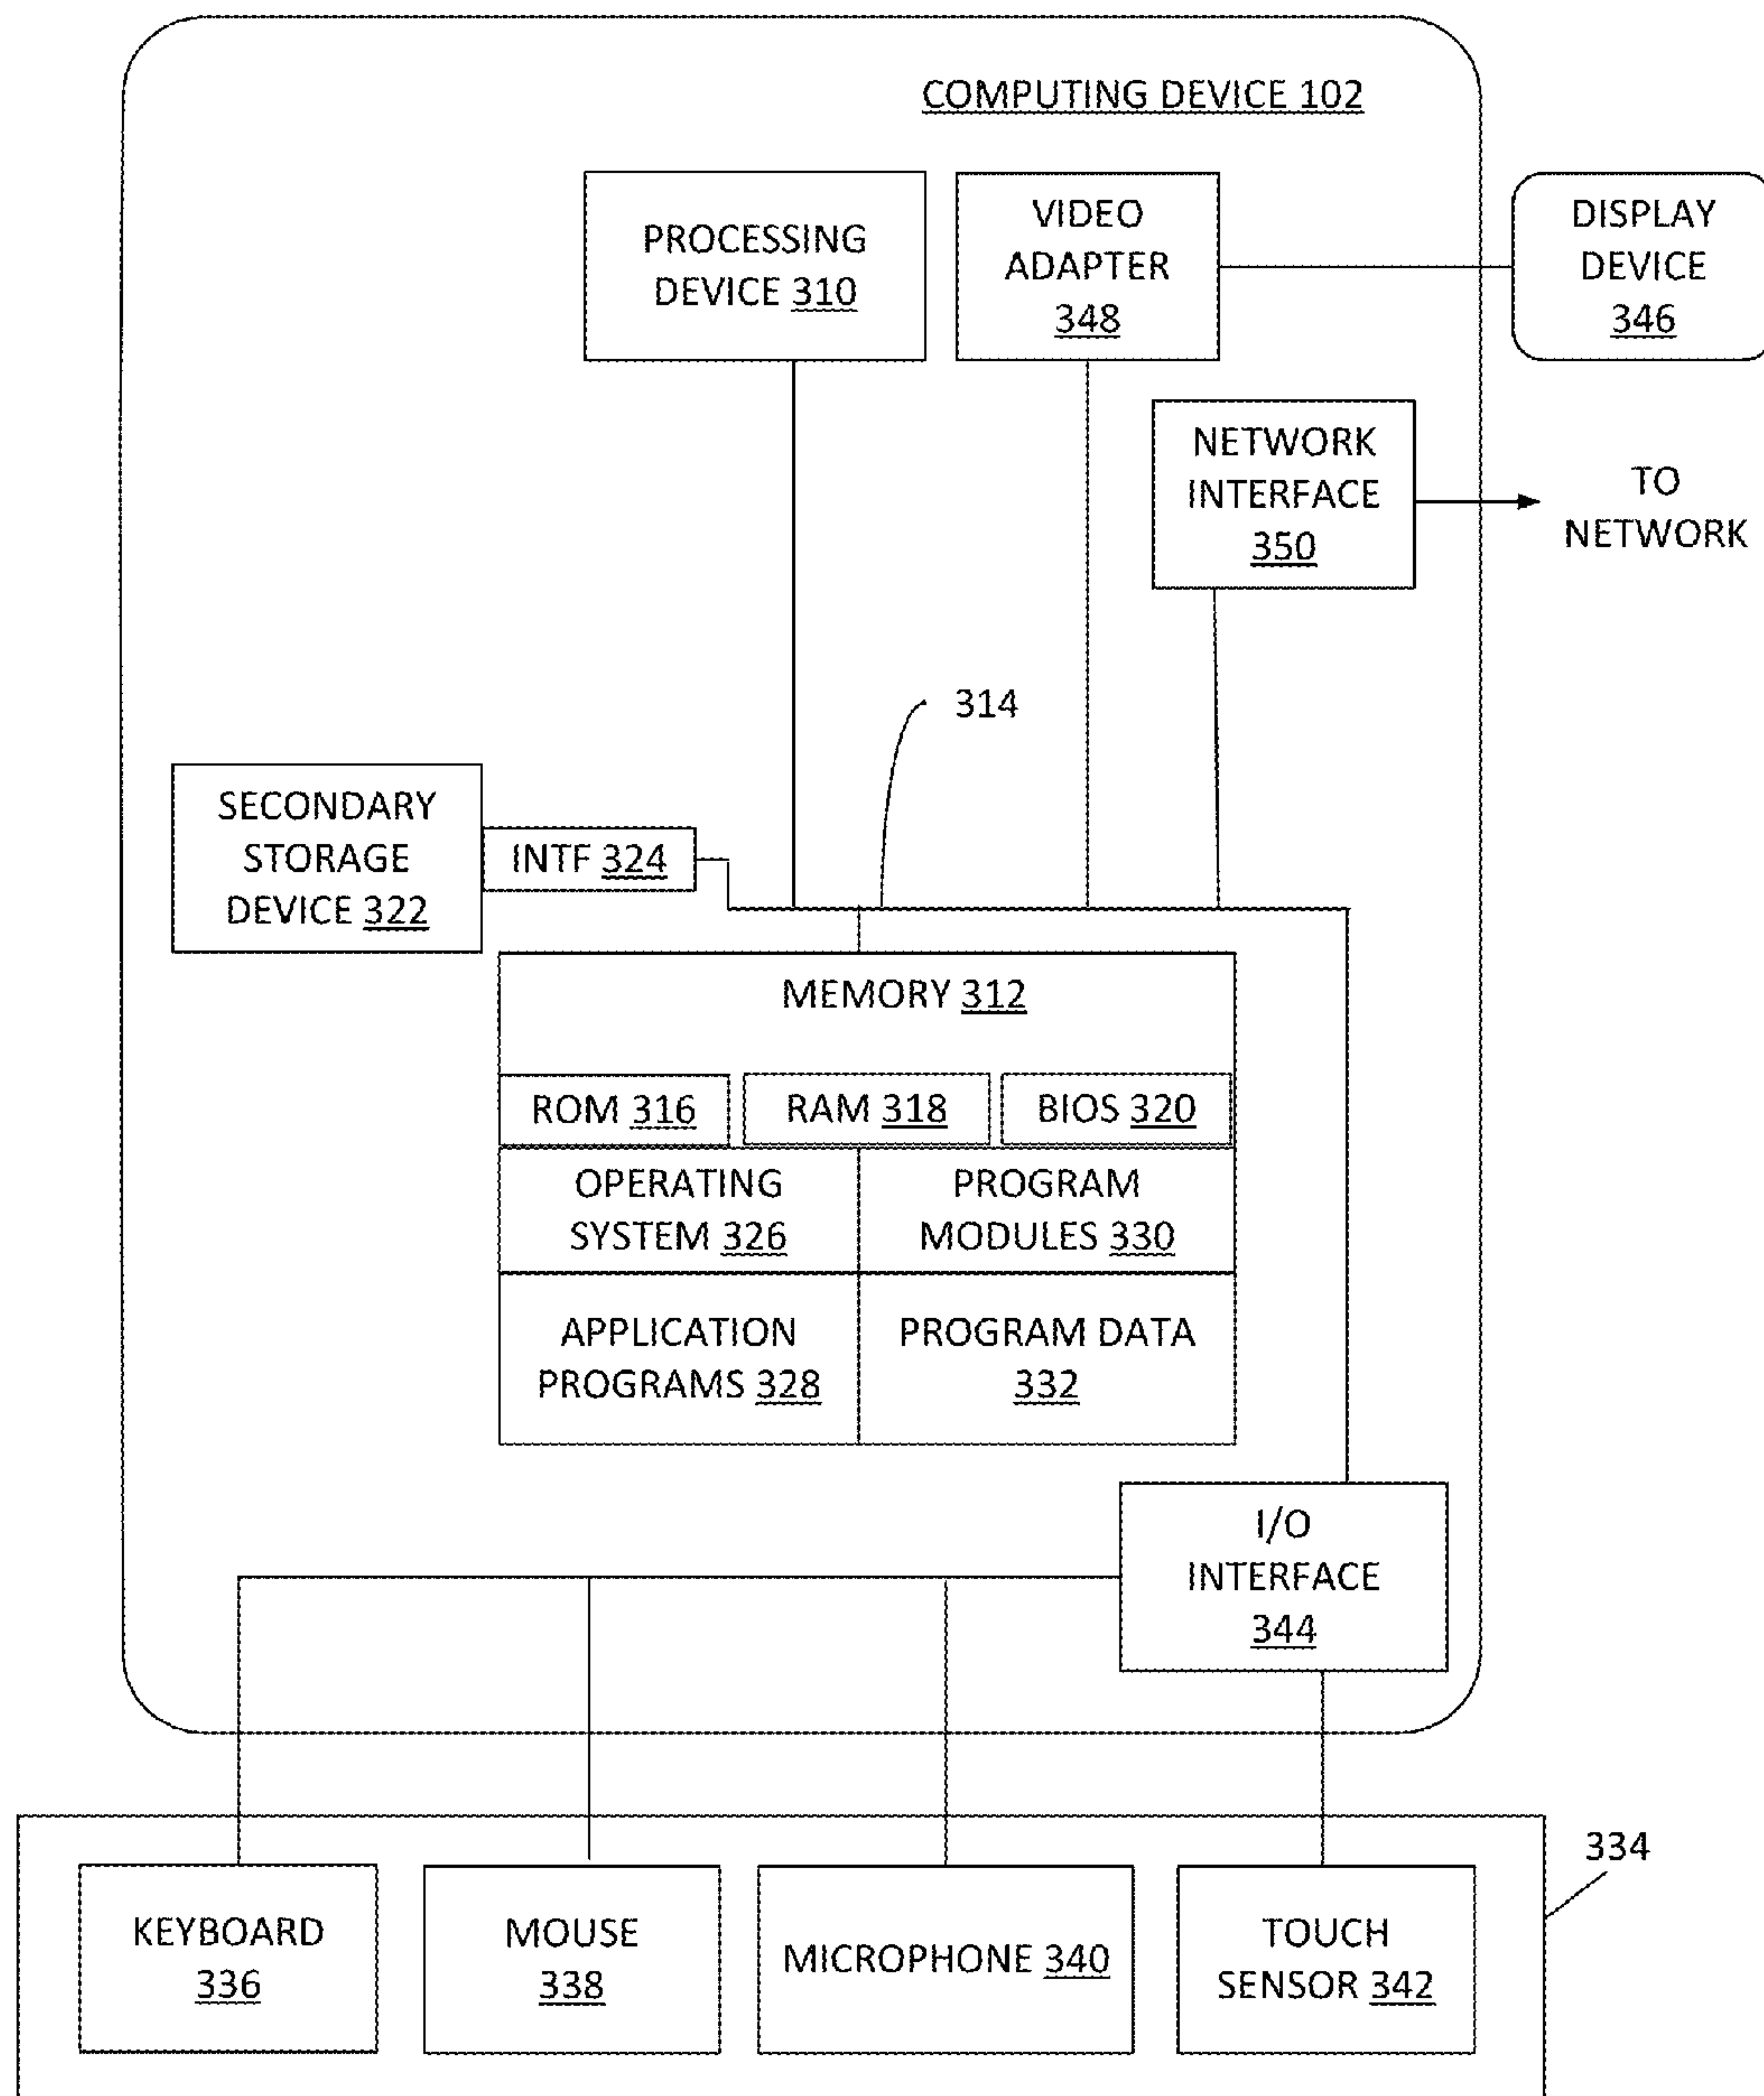 COMPUTING DEVICE 102
PROCESSING
DEVICE 310
VIDEO
ADAPTER
348
DISPLAY
DEVICE
346
NETWORK
INTERFACE
350
TO
NETWORK
314
SECONDARY
STORAGE
DEVICE 322
INTF 324
MEMORY 312
ROM 316
RAM 318
BIOS 320
OPERATING
SYSTEM 326
PROGRAM
MODULES 330
APPLICATION
PROGRAMS 328
PROGRAM DATA
332
I/O
INTERFACE
344
334
KEYBOARD
336
MOUSE
338
MICROPHONE 340
TOUCH
SENSOR 342